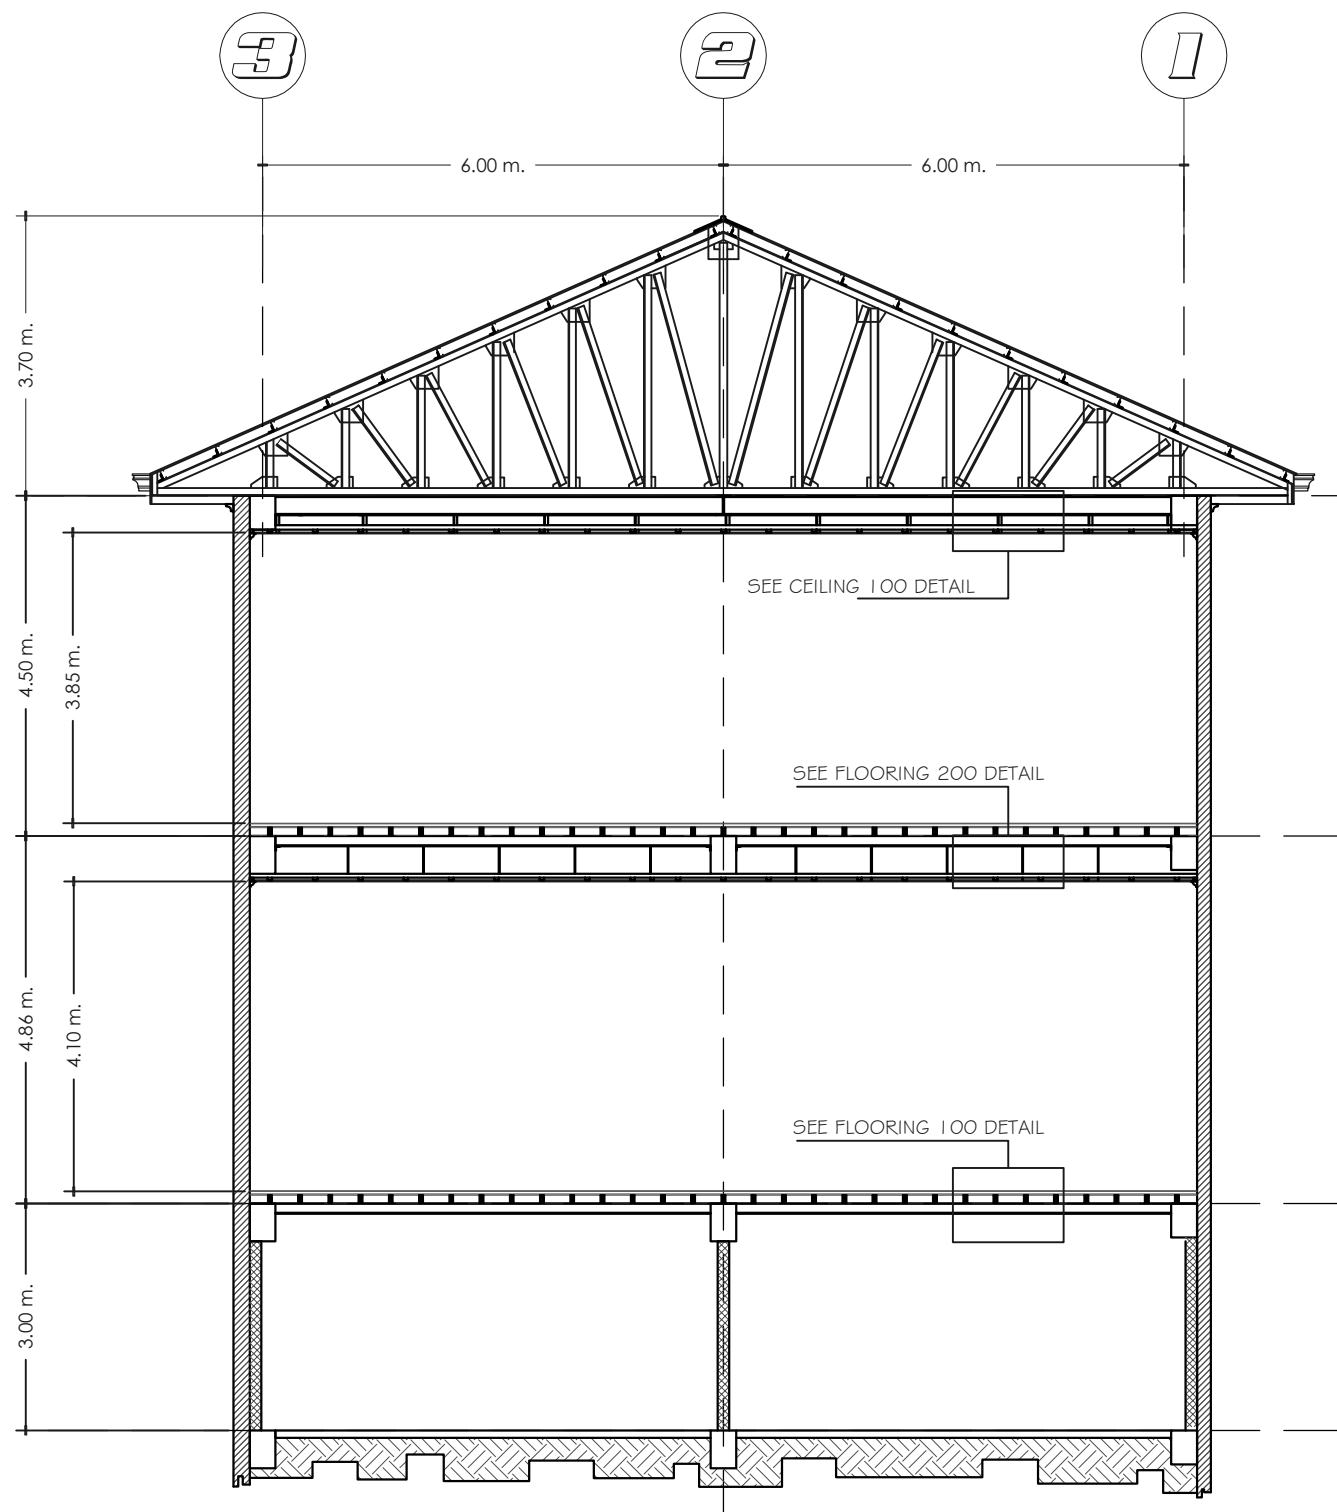 3 2 1
6.00 m. 6.00 m.
3.70 m.
SEE CEILING 100 DETAIL
4.50 m.
3.85 m.
SEE FLOORING 200 DETAIL
4.86 m.
4.10 m.
SEE FLOORING 100 DETAIL
3.00 m.